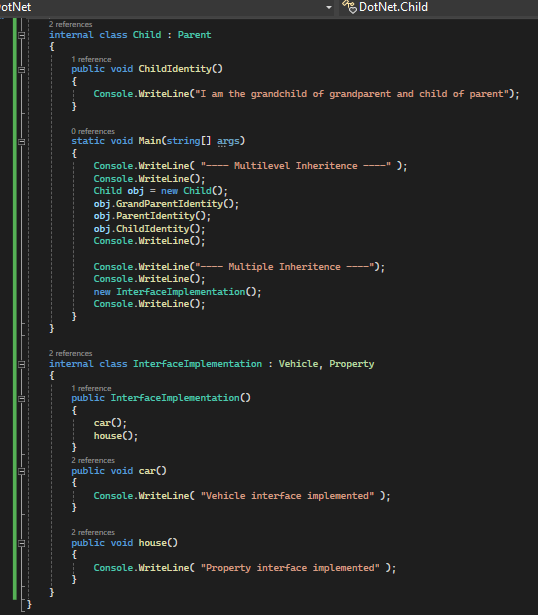 otNet DotNet.Child
2 references
internal class Child : Parent
{
1 reference
public void ChildIdentity()
{
Console.WriteLine("I am the grandchild of grandparent and child of parent");
}
0 references
static void Main(string[] args)
{
Console.WriteLine( "---- Multilevel Inheritence ----" );
Console.WriteLine();
Child obj = new Child();
obj.GrandParentIdentity();
obj.ParentIdentity();
obj.ChildIdentity();
Console.WriteLine();
Console.WriteLine("---- Multiple Inheritence ----");
Console.WriteLine();
new InterfaceImplementation();
Console.WriteLine();
}
}
2 references
internal class InterfaceImplementation : Vehicle, Property
{
1 reference
public InterfaceImplementation()
{
car();
house();
}
2 references
public void car()
{
Console.WriteLine( "Vehicle interface implemented" );
}
2 references
public void house()
{
Console.WriteLine( "Property interface implemented" );
}
}
}